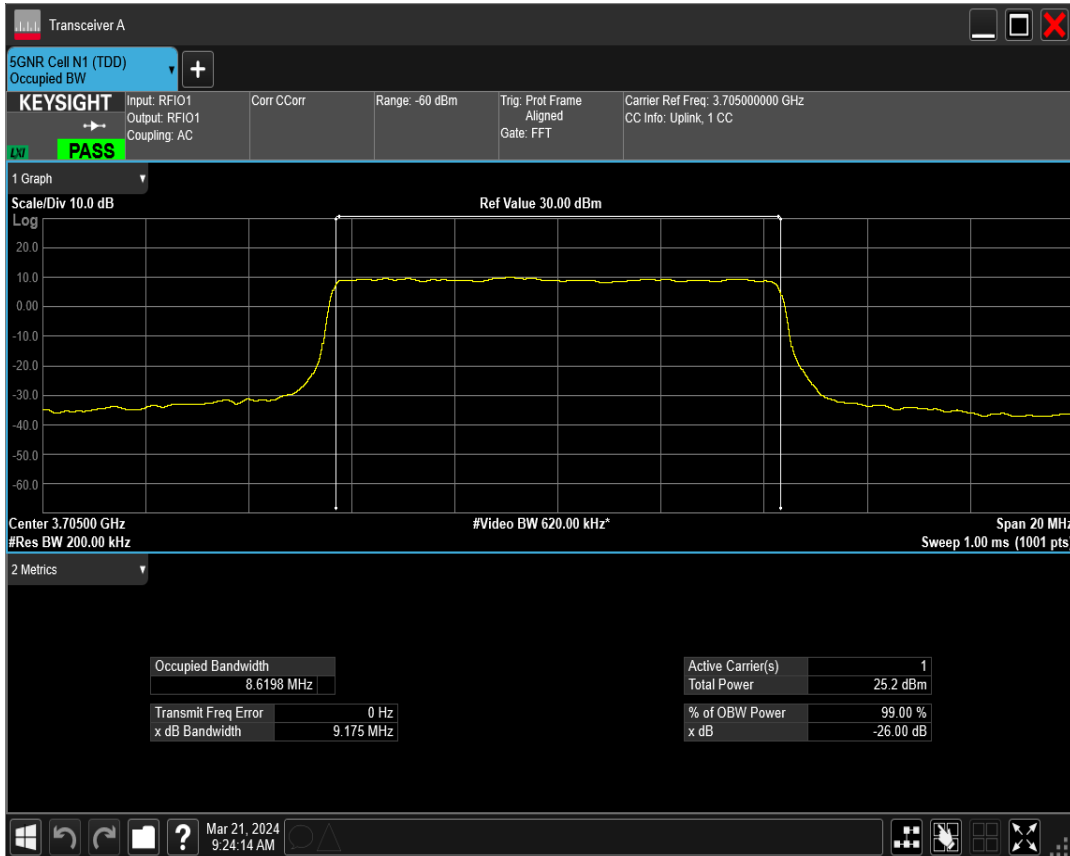 Transceiver A
5GNR Cell N1 (TDD)
Occupied BW
+
KEYSIGHT
LXI
PASS
Input: RFIO1
Output: RFIO1
Coupling: AC
Corr CCorr
Range: -60 dBm
Trig: Prot Frame
Aligned
Gate: FFT
Carrier Ref Freq: 3.705000000 GHz
CC Info: Uplink, 1 CC
1 Graph
Scale/Div 10.0 dB
Ref Value 30.00 dBm
Log
20.0
10.0
0.00
-10.0
-20.0
-30.0
-40.0
-50.0
-60.0
Center 3.70500 GHz
#Video BW 620.00 kHz*
Span 20 MHz
#Res BW 200.00 kHz
Sweep 1.00 ms (1001 pts)
2 Metrics
Occupied Bandwidth
8.6198 MHz
Transmit Freq Error 0 Hz
x dB Bandwidth 9.175 MHz
Active Carrier(s) 1
Total Power 25.2 dBm
% of OBW Power 99.00 %
x dB -26.00 dB
?
Mar 21, 2024
9:24:14 AM